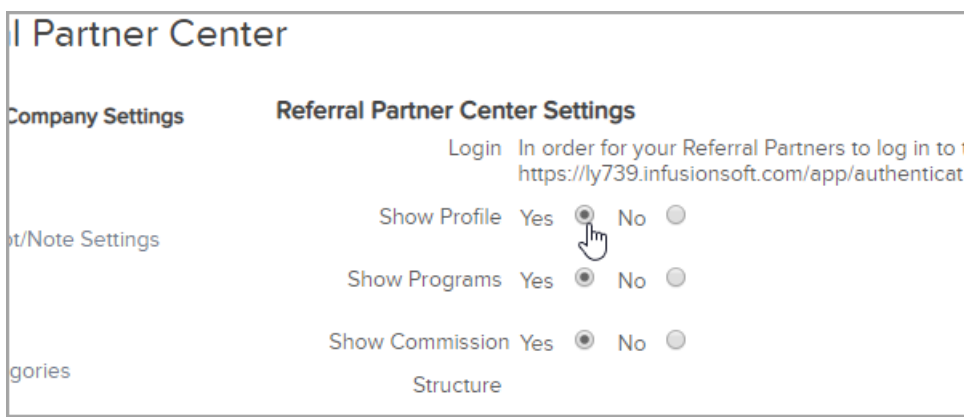 l Partner Center
Company Settings
Referral Partner Center Settings
Login In order for your Referral Partners to log in to
https://ly739.infusionsoft.com/app/authenticat
Show Profile Yes No
ot/Note Settings
Show Programs Yes No
Show Commission Yes No
gories
Structure